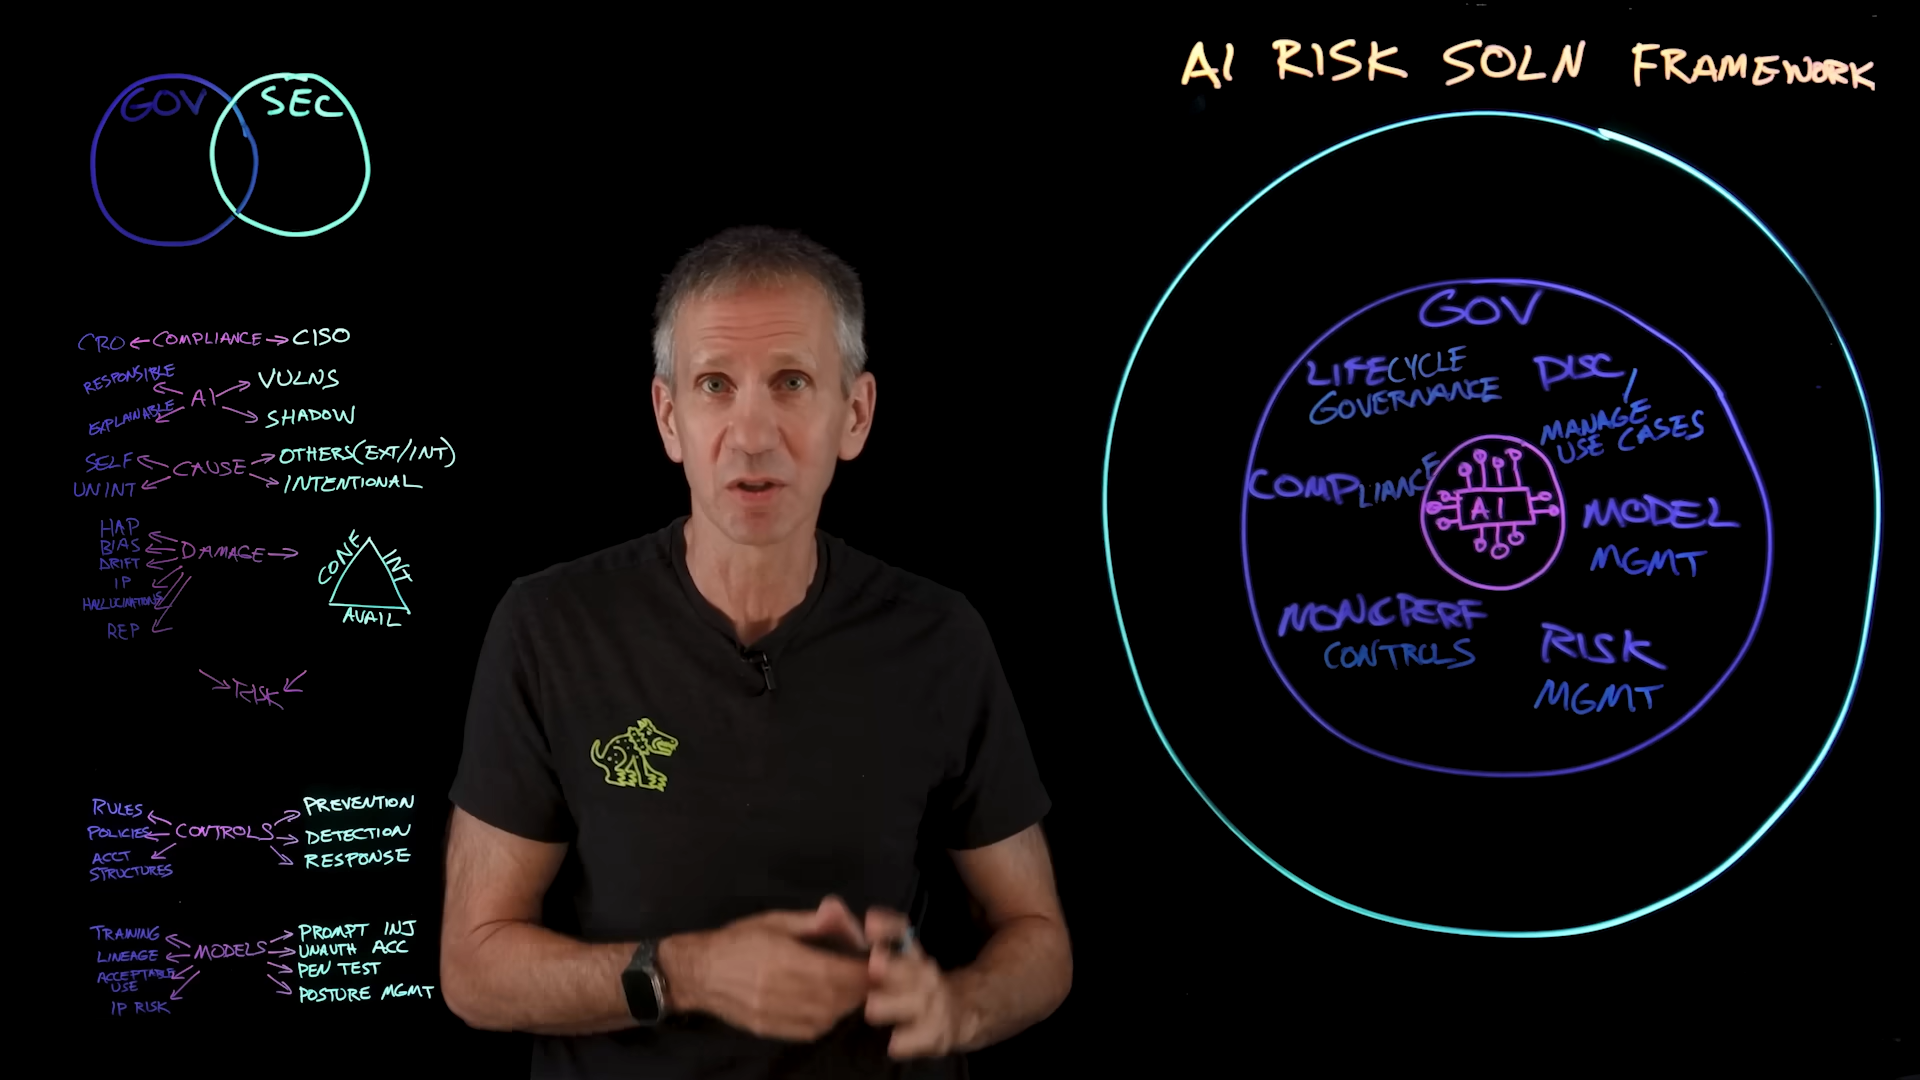 GOV SEC
CRO COMPLIANCE CISO
RESPONSIBLE
EXPLAINABLE
AI
VULNS
SHADOW
SELF
UNINT
CAUSE
OTHERS(EXT/INT)
INTENTIONAL
HAP
BIAS
DRIFT
IP
HALLUCINATIONS
REP
DAMAGE
CONF
INT
AVAIL
RISK
RULES
POLICIES
ACCT
STRUCTURES
CONTROLS
PREVENTION
DETECTION
RESPONSE
TRAINING
LINEAGE
ACCEPTABLE
USE
IP RISK
MODELS
PROMPT INJ
UNAUTH ACC
PEN TEST
POSTURE MGMT
AI RISK SOLN FRAMEWORK
GOV
LIFECYCLE
GOVERNANCE
DISC/
MANAGE
USE CASES
COMPLIANCE
AI
MODEL
MGMT
CONTROLS
RISK
MGMT